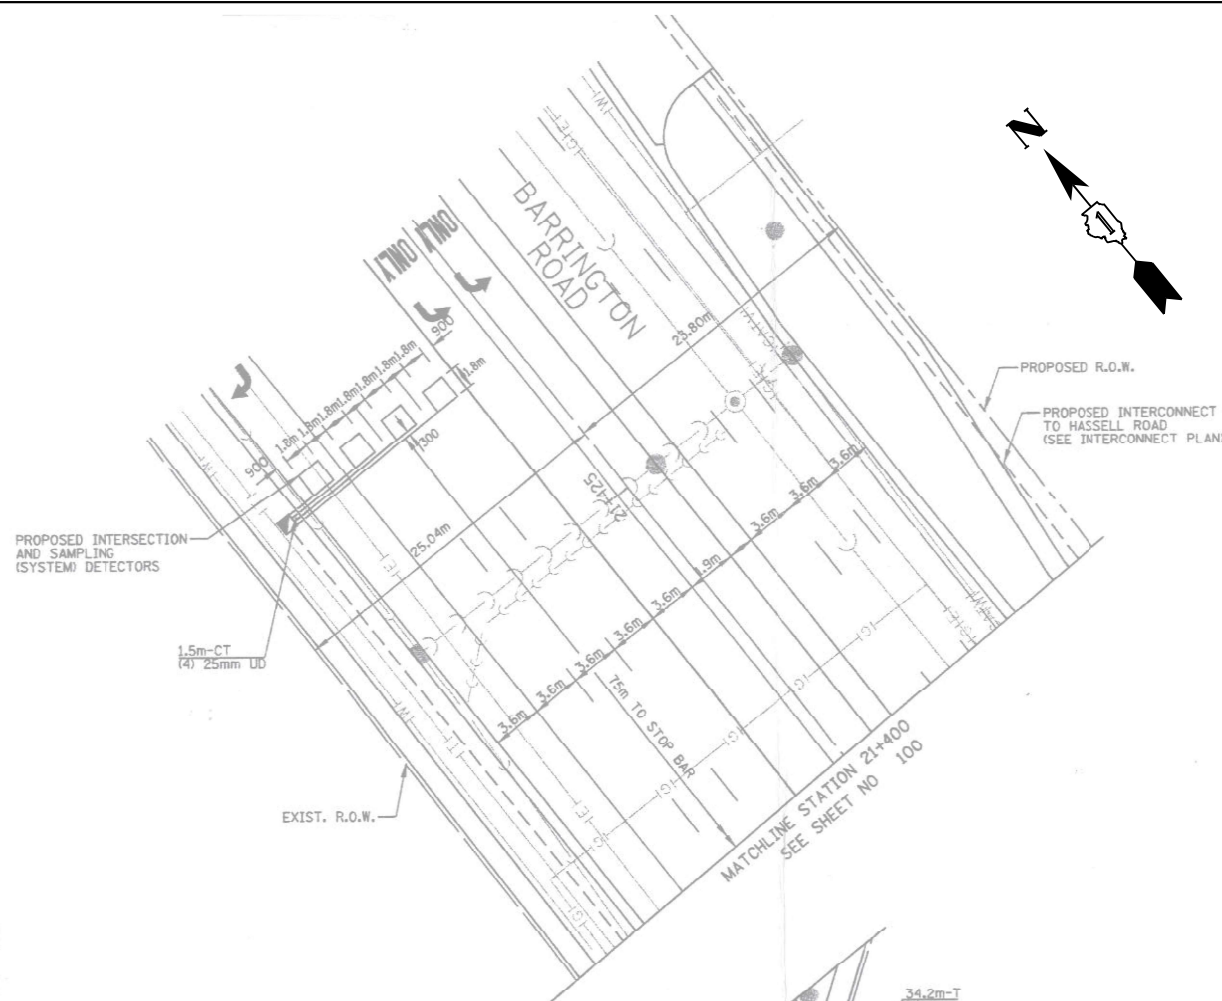 N
1
BARRINGTON
ROAD
ONLY
ONLY
23.80m
PROPOSED R.O.W.
PROPOSED INTERCONNECT
TO HASSELL ROAD
(SEE INTERCONNECT PLAN)
900
1.8m 1.8m 1.8m 1.8m 1.8m 1.8m 1.8m
1.8m
900
1300
21+425
25.04m
PROPOSED INTERSECTION
AND SAMPLING
(SYSTEM) DETECTORS
1.5m-CT
(4) 25mm UD
3.6m
3.6m
3.6m
3.6m
3.6m
1.9m
3.6m
3.6m
3.6m
75m TO STOP BAR
EXIST. R.O.W.
MATCHLINE STATION 21+400
SEE SHEET NO 100
34.2m-T